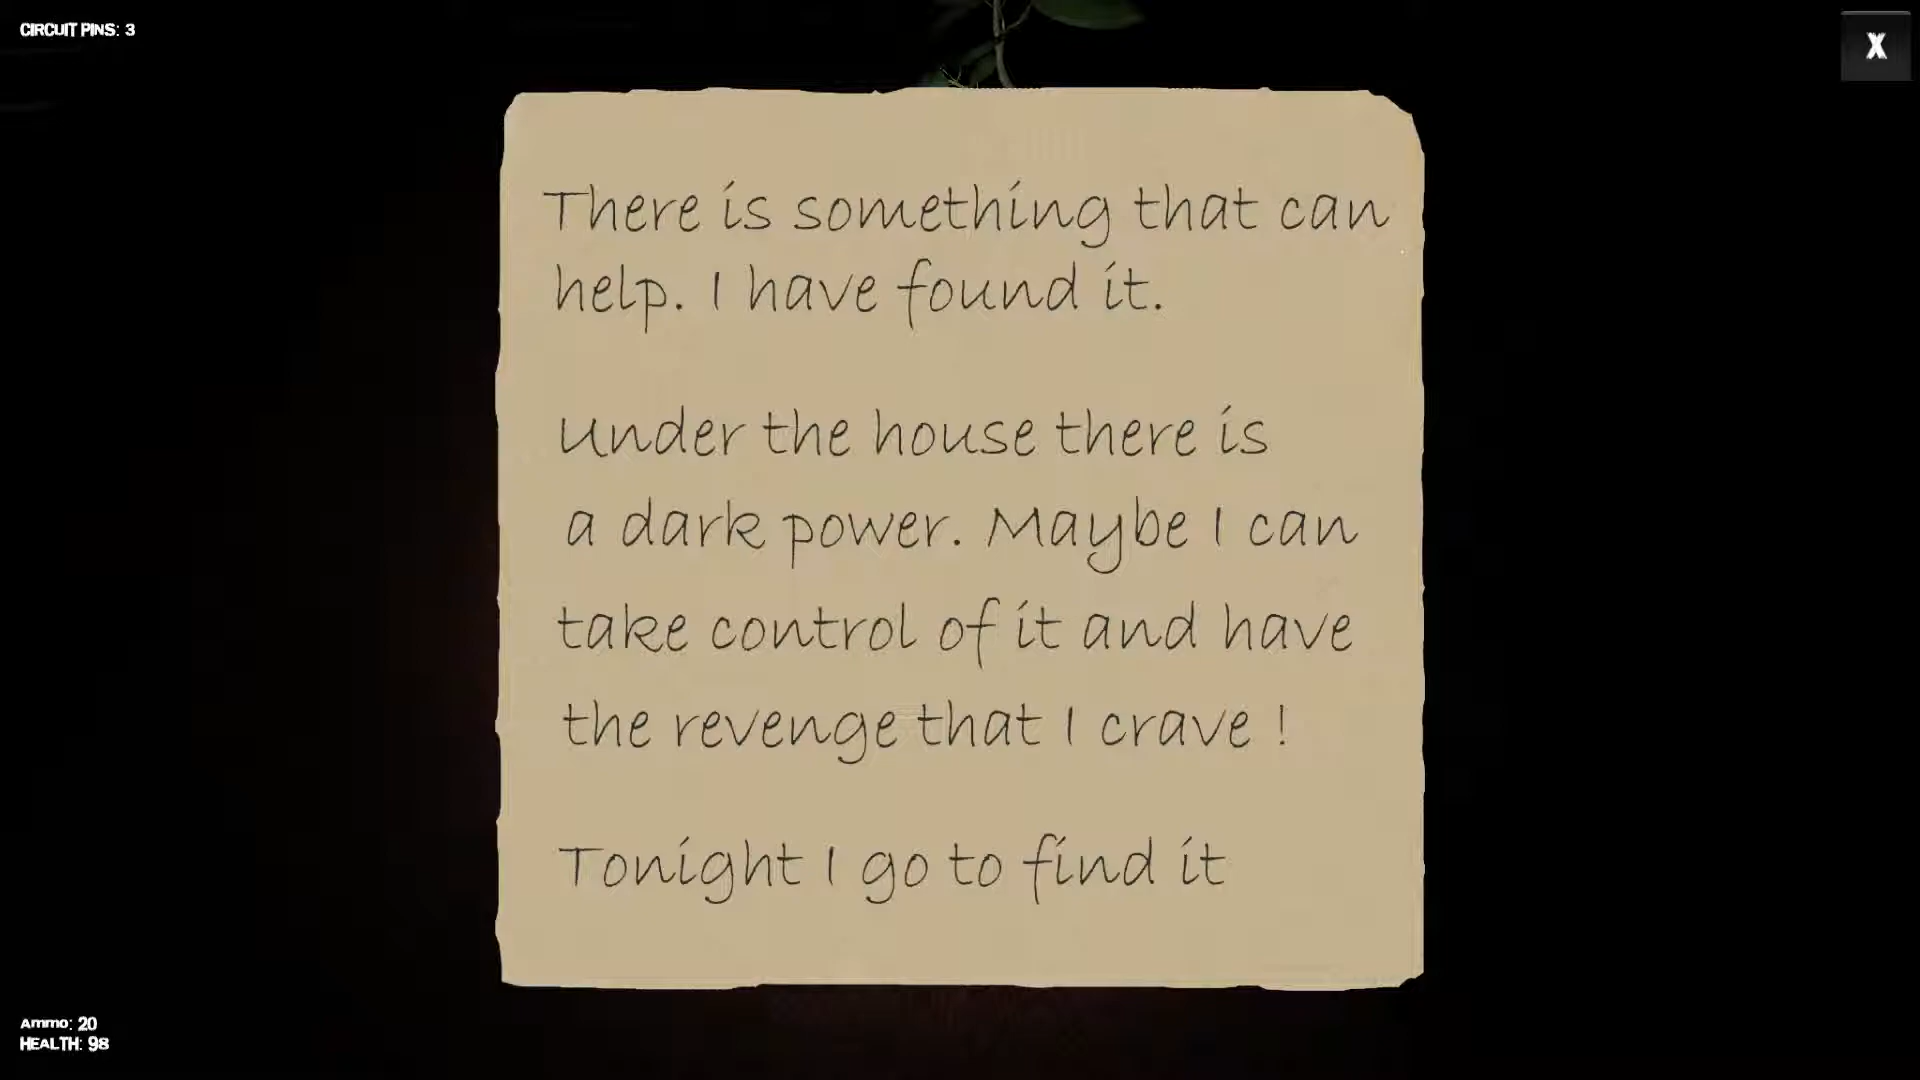 CIRCUIT PINS: 3
X
There is something that can
help. I have found it.
Under the house there is
a dark power. Maybe I can
take control of it and have
the revenge that I crave !
Tonight I go to find it
Ammo: 20
HEALTH: 98